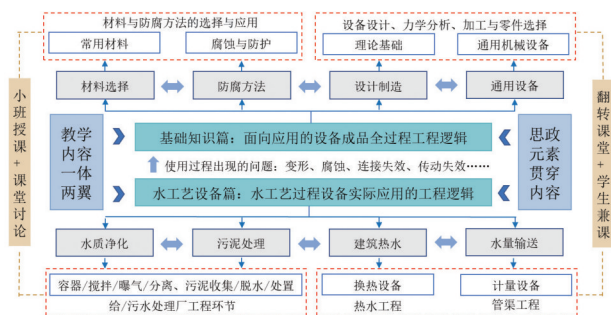 材料与防腐方法的选择与应用
设备设计、力学分析、加工与零件选择
常用材料
腐蚀与防护
理论基础
通用机械设备
材料选择
防腐方法
设计制造
通用设备
小班授课+课堂讨论
教学
内容
一体
两翼
基础知识篇：面向应用的设备成品全过程工程逻辑
使用过程出现的问题：变形、腐蚀、连接失效、传动失效……
水工艺设备篇：水工艺过程设备实际应用的工程逻辑
思政
元素
贯穿
内容
翻转课堂+学生兼课
水质净化
污泥处理
建筑热水
水量输送
容器/搅拌/曝气/分离、污泥收集/脱水/处置
换热设备
计量设备
给/污水处理厂工程环节
热水工程
管渠工程